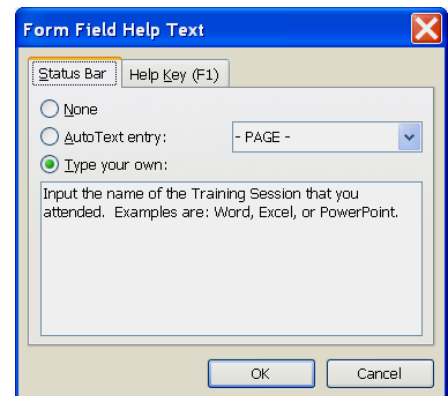 Form Field Help Text
Status Bar Help Key (F1)
None
AutoText entry: - PAGE -
Type your own:
Input the name of the Training Session that you
attended. Examples are: Word, Excel, or PowerPoint.
OK Cancel